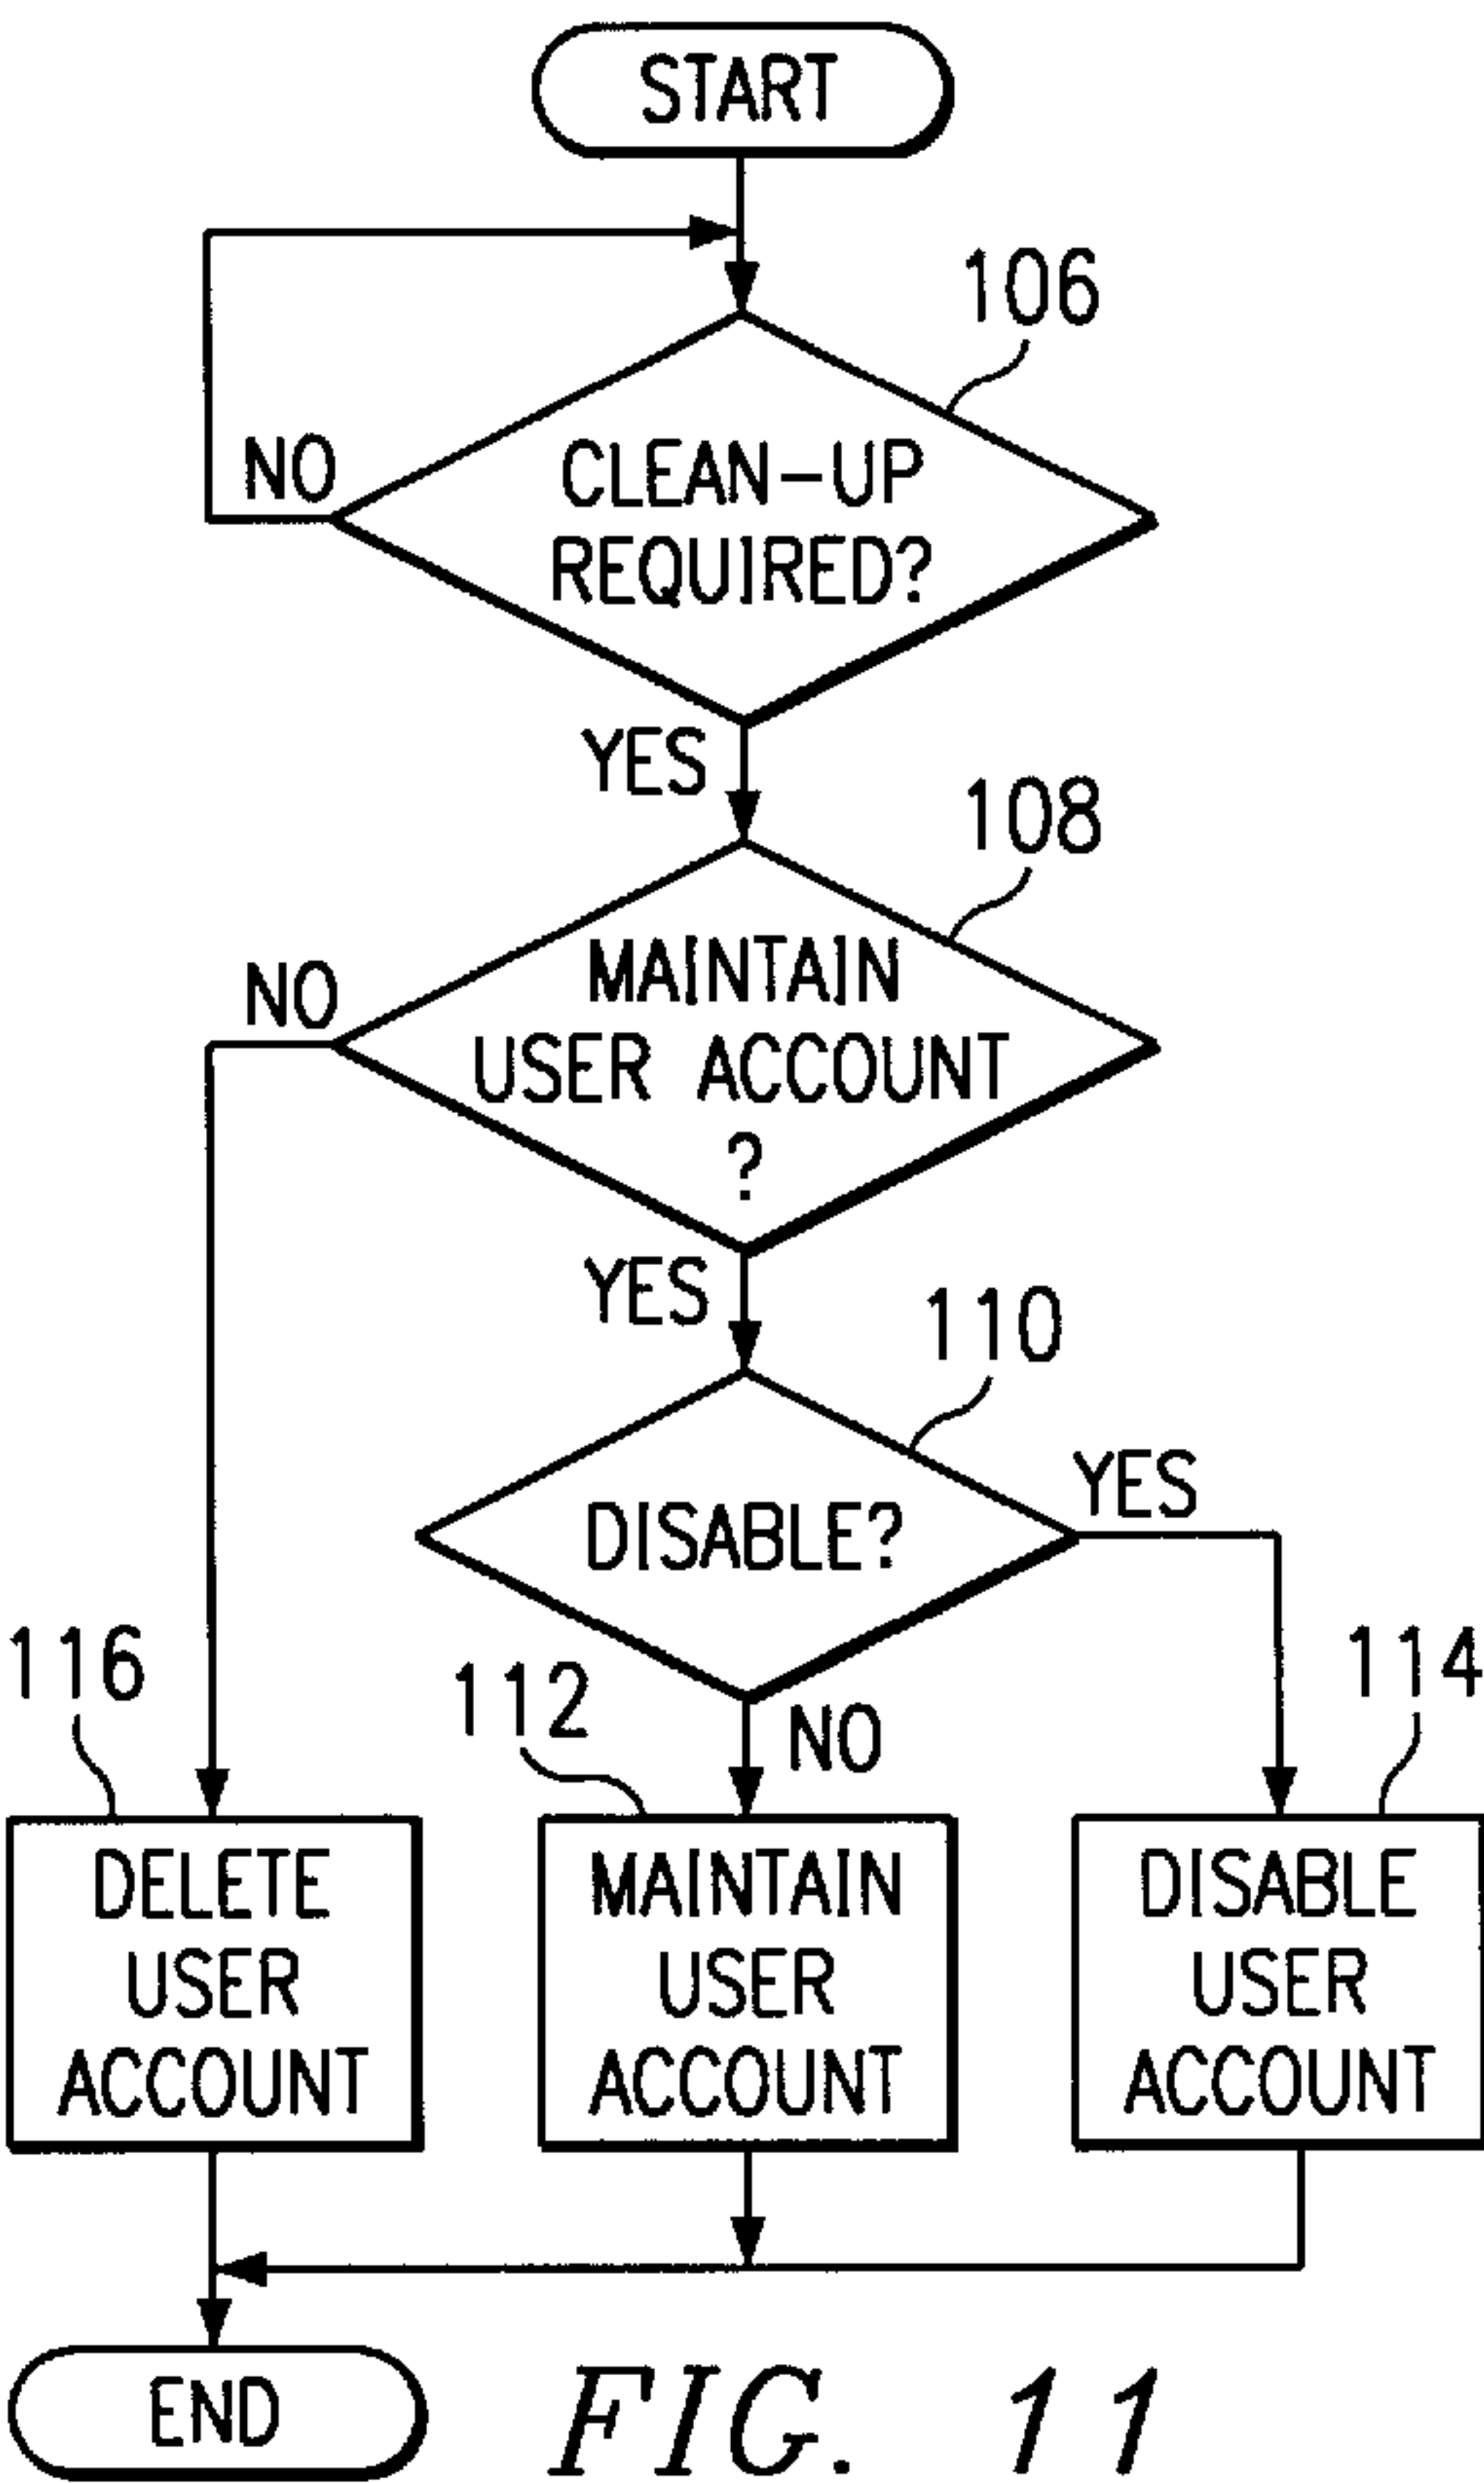 START
106
NO
CLEAN-UP
REQUIRED?
YES
108
NO
MAINTAIN
USER ACCOUNT
?
YES
110
DISABLE?
YES
116
112
NO
114
DELETE
USER
ACCOUNT
MAINTAIN
USER
ACCOUNT
DISABLE
USER
ACCOUNT
END
FIG. 11